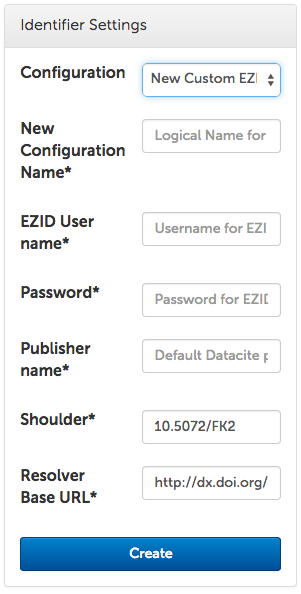 Identifier Settings
Configuration
New Custom EZI
New
Configuration
Name*
Logical Name for
EZID User
name*
Username for EZI
Password*
Password for EZID
Publisher
name*
Default Datacite p
Shoulder*
10.5072/FK2
Resolver
Base URL*
http://dx.doi.org/
Create